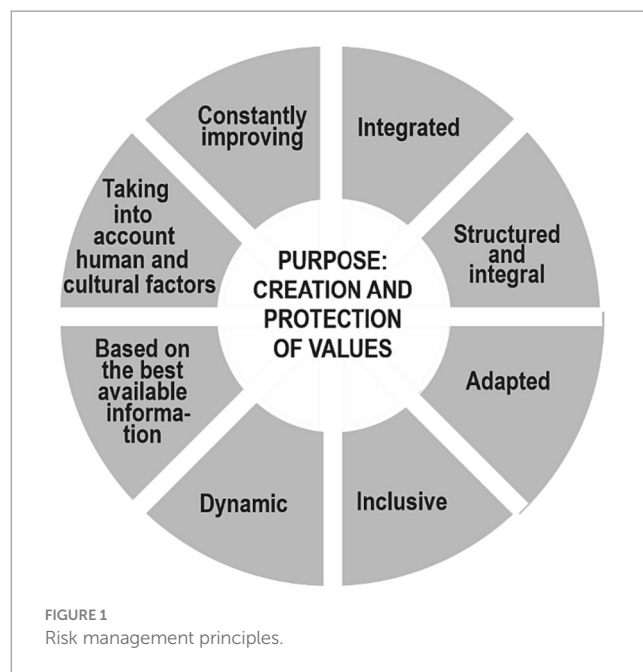 Constantly
improving
Integrated
Structured
and
integral
Adapted
Inclusive
Dynamic
Based on
the best
available
informa-
tion
Taking
into
account
human and
cultural factors
PURPOSE:
CREATION AND
PROTECTION
OF VALUES
FIGURE 1
Risk management principles.